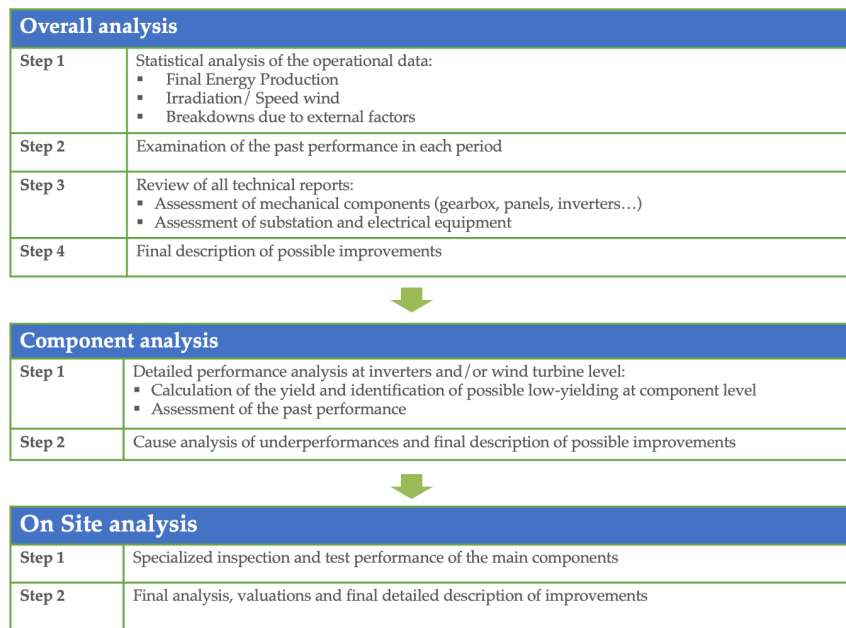 Overall analysis
Step 1 Statistical analysis of the operational data:
▪ Final Energy Production
▪ Irradiation/ Speed wind
▪ Breakdowns due to external factors
Step 2 Examination of the past performance in each period
Step 3 Review of all technical reports:
▪ Assessment of mechanical components (gearbox, panels, inverters…)
▪ Assessment of substation and electrical equipment
Step 4 Final description of possible improvements
Component analysis
Step 1 Detailed performance analysis at inverters and/or wind turbine level:
▪ Calculation of the yield and identification of possible low-yielding at component level
▪ Assessment of the past performance
Step 2 Cause analysis of underperformances and final description of possible improvements
On Site analysis
Step 1 Specialized inspection and test performance of the main components
Step 2 Final analysis, valuations and final detailed description of improvements